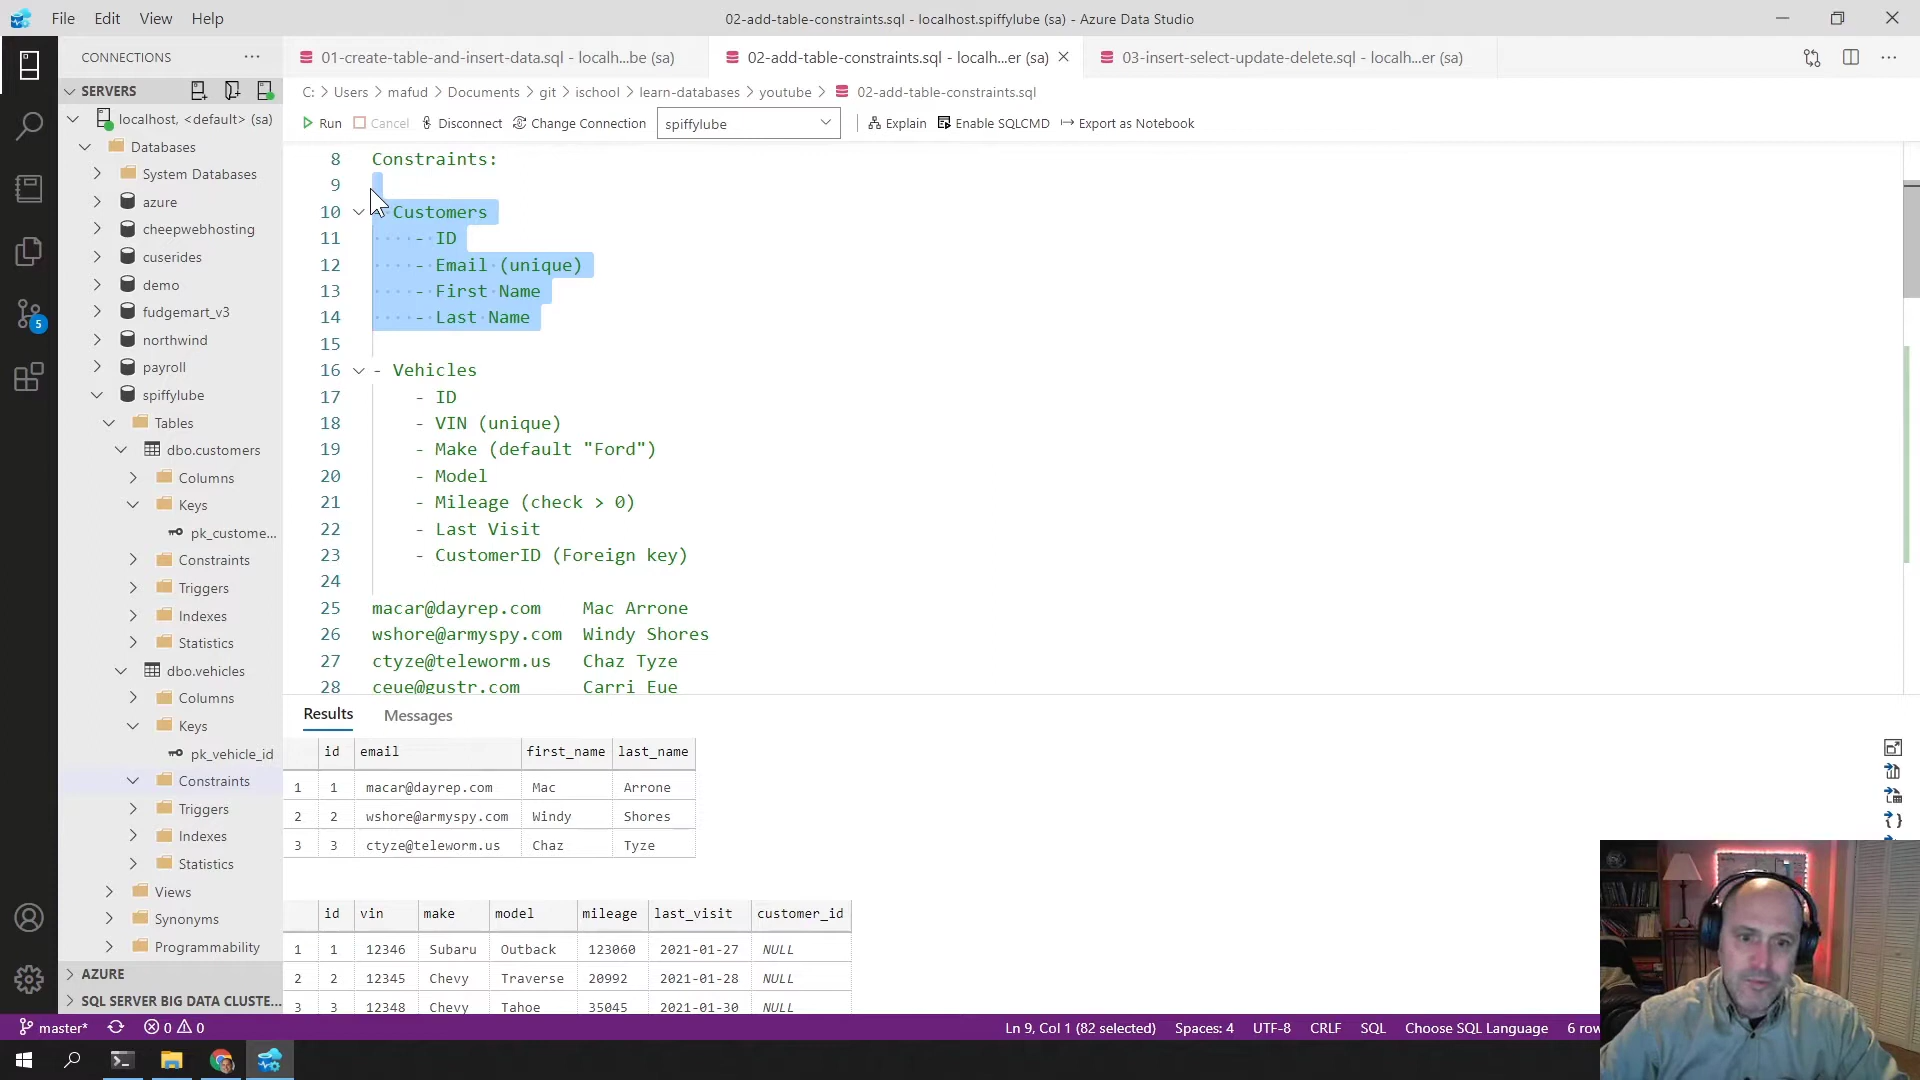 File Edit View Help
02-add-table-constraints.sql - localhost.spiffylube (sa) - Azure Data Studio
CONNECTIONS
01-create-table-and-insert-data.sql - localh...be (sa)
02-add-table-constraints.sql - localh...er (sa)
03-insert-select-update-delete.sql - localh...er (sa)
C: > Users > mafud > Documents > git > ischool > learn-databases > youtube > 02-add-table-constraints.sql
Run Cancel Disconnect Change Connection spiffylube Explain Enable SQLCMD Export as Notebook
SERVERS
localhost, <default> (sa)
Databases
System Databases
azure
cheepwebhosting
cuserides
demo
fudgemart_v3
northwind
payroll
spiffylube
Tables
dbo.customers
Columns
Keys
pk_custome...
Constraints
Triggers
Indexes
Statistics
dbo.vehicles
Columns
Keys
pk_vehicle_id
Constraints
Triggers
Indexes
Statistics
Views
Synonyms
Programmability
AZURE
SQL SERVER BIG DATA CLUSTE...
5
8 Constraints:
9
10 Customers
11 - ID
12 - Email (unique)
13 - First Name
14 - Last Name
15
16 - Vehicles
17 - ID
18 - VIN (unique)
19 - Make (default "Ford")
20 - Model
21 - Mileage (check > 0)
22 - Last Visit
23 - CustomerID (Foreign key)
24
25 macar@dayrep.com Mac Arrone
26 wshore@armyspy.com Windy Shores
27 ctyze@teleworm.us Chaz Tyze
28 ceue@gustr.com Carri Eue
Results Messages
id email first_name last_name
1 1 macar@dayrep.com Mac Arrone
2 2 wshore@armyspy.com Windy Shores
3 3 ctyze@teleworm.us Chaz Tyze
id vin make model mileage last_visit customer_id
1 1 12346 Subaru Outback 123060 2021-01-27 NULL
2 2 12345 Chevy Traverse 20992 2021-01-28 NULL
3 3 12348 Chevy Tahoe 35045 2021-01-30 NULL
master* 0 0 Ln 9, Col 1 (82 selected) Spaces: 4 UTF-8 CRLF SQL Choose SQL Language 6 row